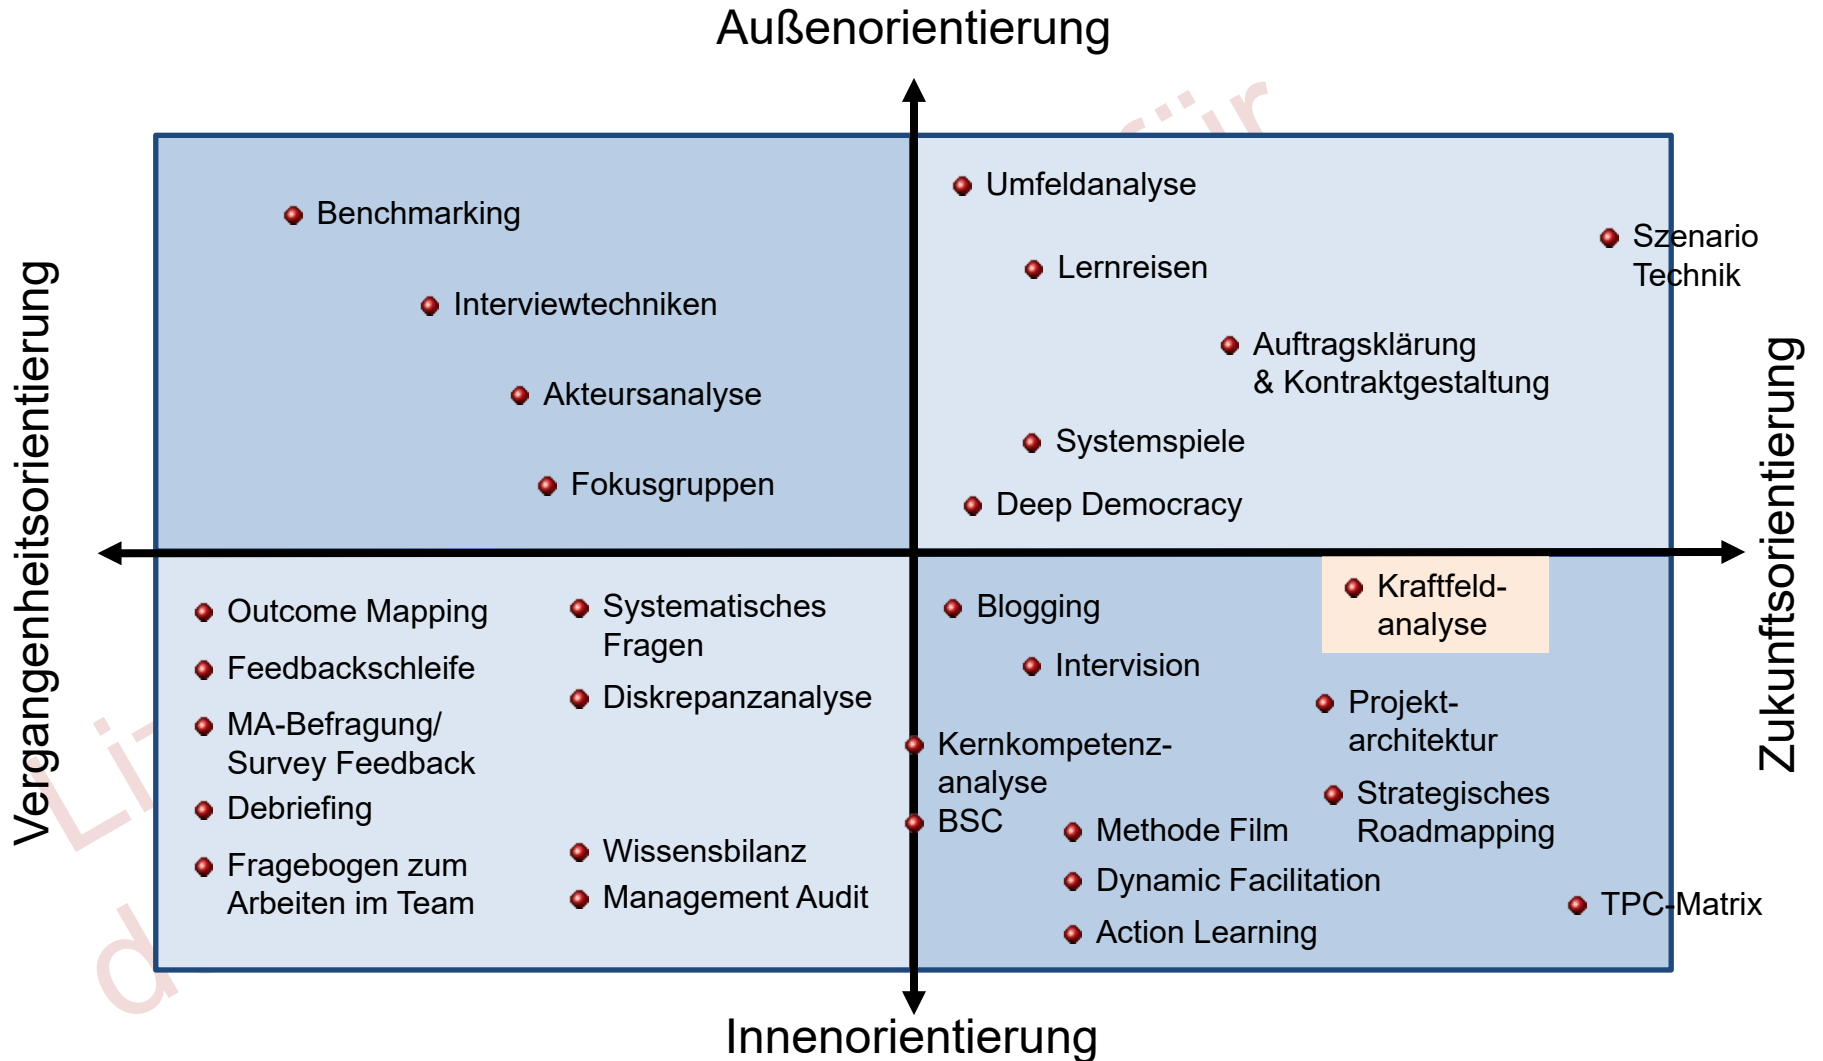 Außenorientierung
Vergangenheitsorientierung
Benchmarking
Interviewtechniken
Akteursanalyse
Fokusgruppen
für
Umfeldanalyse
Lernreisen
Szenario
Technik
Auftragsklärung
& Kontraktgestaltung
Systemspiele
Deep Democracy
Zukunftsorientierung
Outcome Mapping
Feedbackschleife
MA-Befragung/
Survey Feedback
Debriefing
Fragebogen zum
Arbeiten im Team
Systematisches
Fragen
Diskrepanzanalyse
Wissensbilanz
Management Audit
Blogging
Intervision
Kernkompetenz-
analyse
BSC
Methode Film
Dynamic Facilitation
Action Learning
Kraftfeld-
analyse
Projekt-
architektur
Strategisches
Roadmapping
TPC-Matrix
Innenorientierung